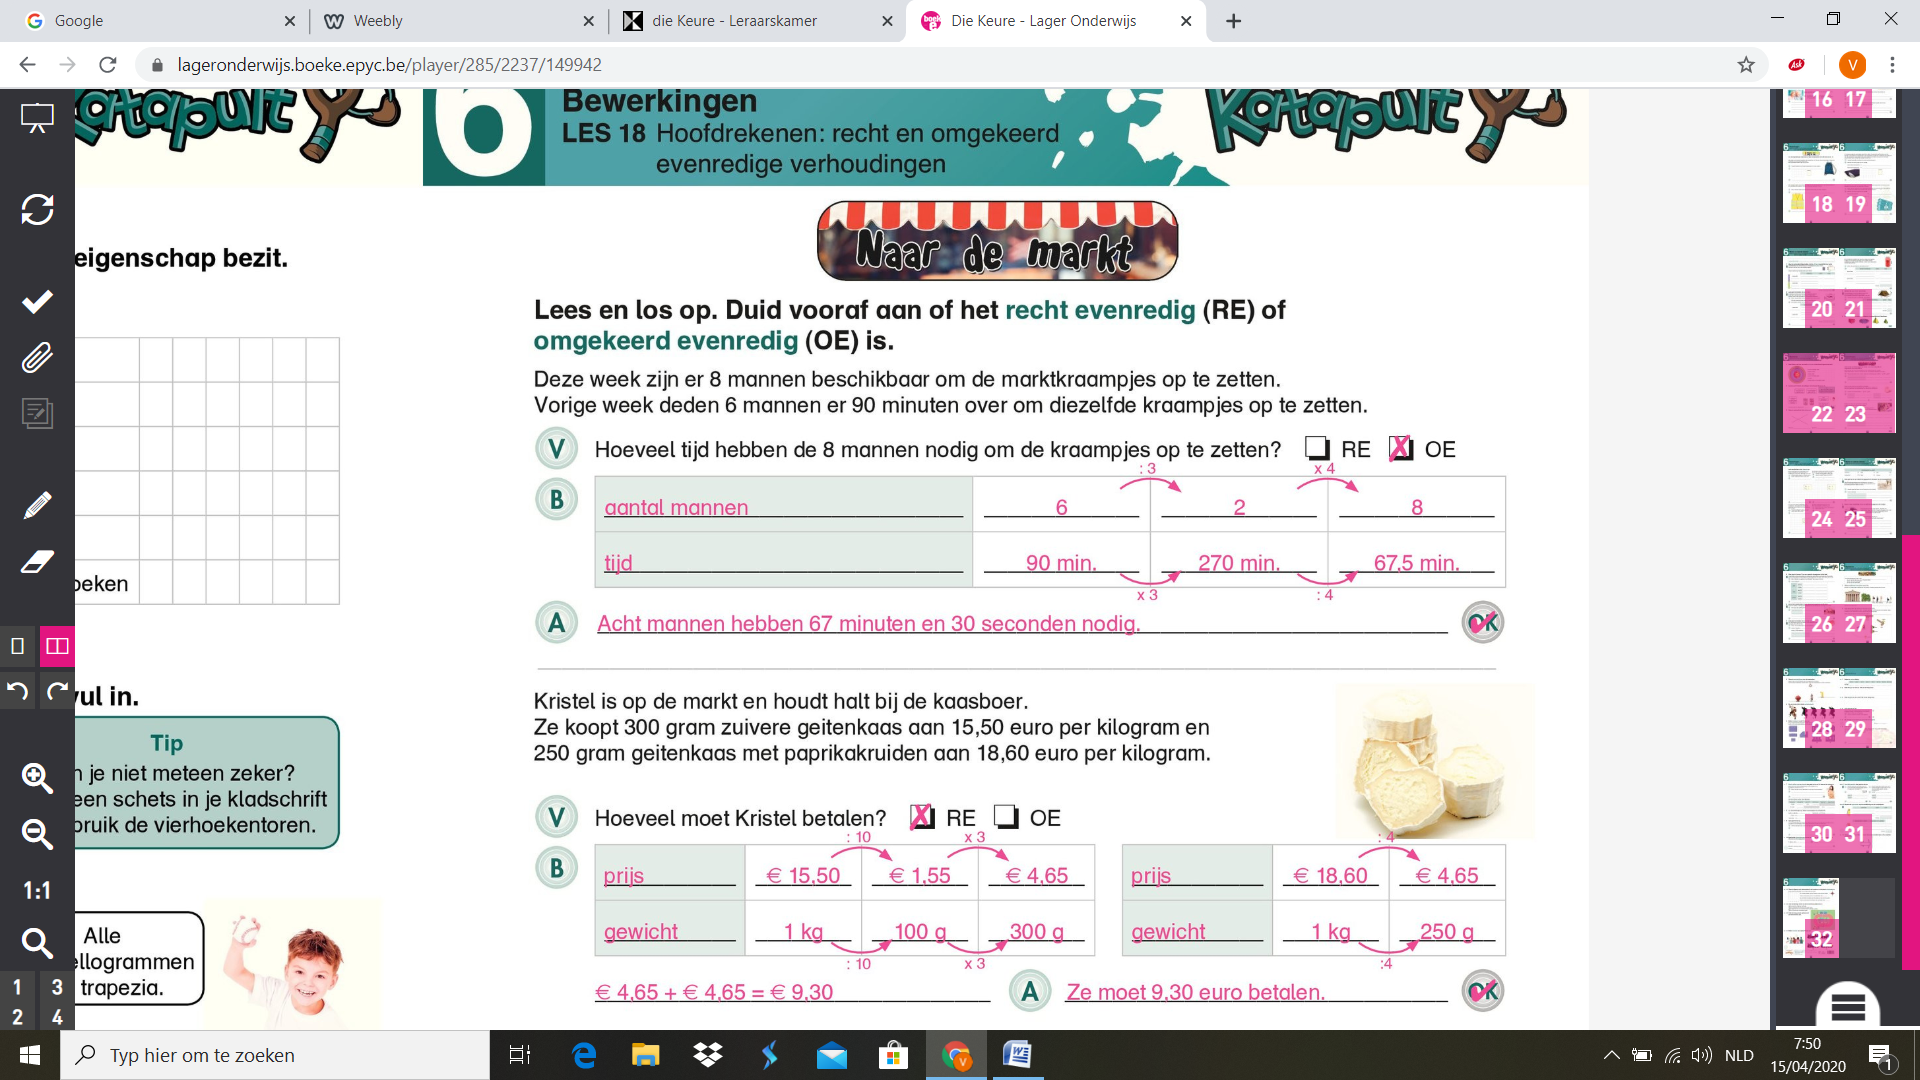 Google
Weebly
die Keure - Leraarskamer
Die Keure - Lager Onderwijs
lageronderwijs.boeke.epyc.be/player/285/2237/149942
Ask
V
Katapult
6
Bewerkingen
LES 18 Hoofdrekenen: recht en omgekeerd
evenredige verhoudingen
Katapult
eigenschap bezit.
oeken
vul in.
Tip
n je niet meteen zeker?
een schets in je kladschrift
bruik de vierhoekentoren.
Alle
ellogrammen
trapezia.
Naar de markt
Lees en los op. Duid vooraf aan of het recht evenredig (RE) of
omgekeerd evenredig (OE) is.
Deze week zijn er 8 mannen beschikbaar om de marktkraampjes op te zetten.
Vorige week deden 6 mannen er 90 minuten over om diezelfde kraampjes op te zetten.
V Hoeveel tijd hebben de 8 mannen nodig om de kraampjes op te zetten? RE X OE
: 3 x 4
B aantal mannen 6 2 8
tijd 90 min. 270 min. 67,5 min.
x 3 : 4
A Acht mannen hebben 67 minuten en 30 seconden nodig. OK
Kristel is op de markt en houdt halt bij de kaasboer.
Ze koopt 300 gram zuivere geitenkaas aan 15,50 euro per kilogram en
250 gram geitenkaas met paprikakruiden aan 18,60 euro per kilogram.
V Hoeveel moet Kristel betalen? X RE OE
: 10 x 3 : 4
B prijs € 15,50 € 1,55 € 4,65 prijs € 18,60 € 4,65
gewicht 1 kg 100 g 300 g gewicht 1 kg 250 g
: 10 x 3 :4
€ 4,65 + € 4,65 = € 9,30 A Ze moet 9,30 euro betalen. OK
1:1
1 3
2 4
16 17
18 19
20 21
22 23
24 25
26 27
28 29
30 31
32
Typ hier om te zoeken
NLD
7:50
15/04/2020
1